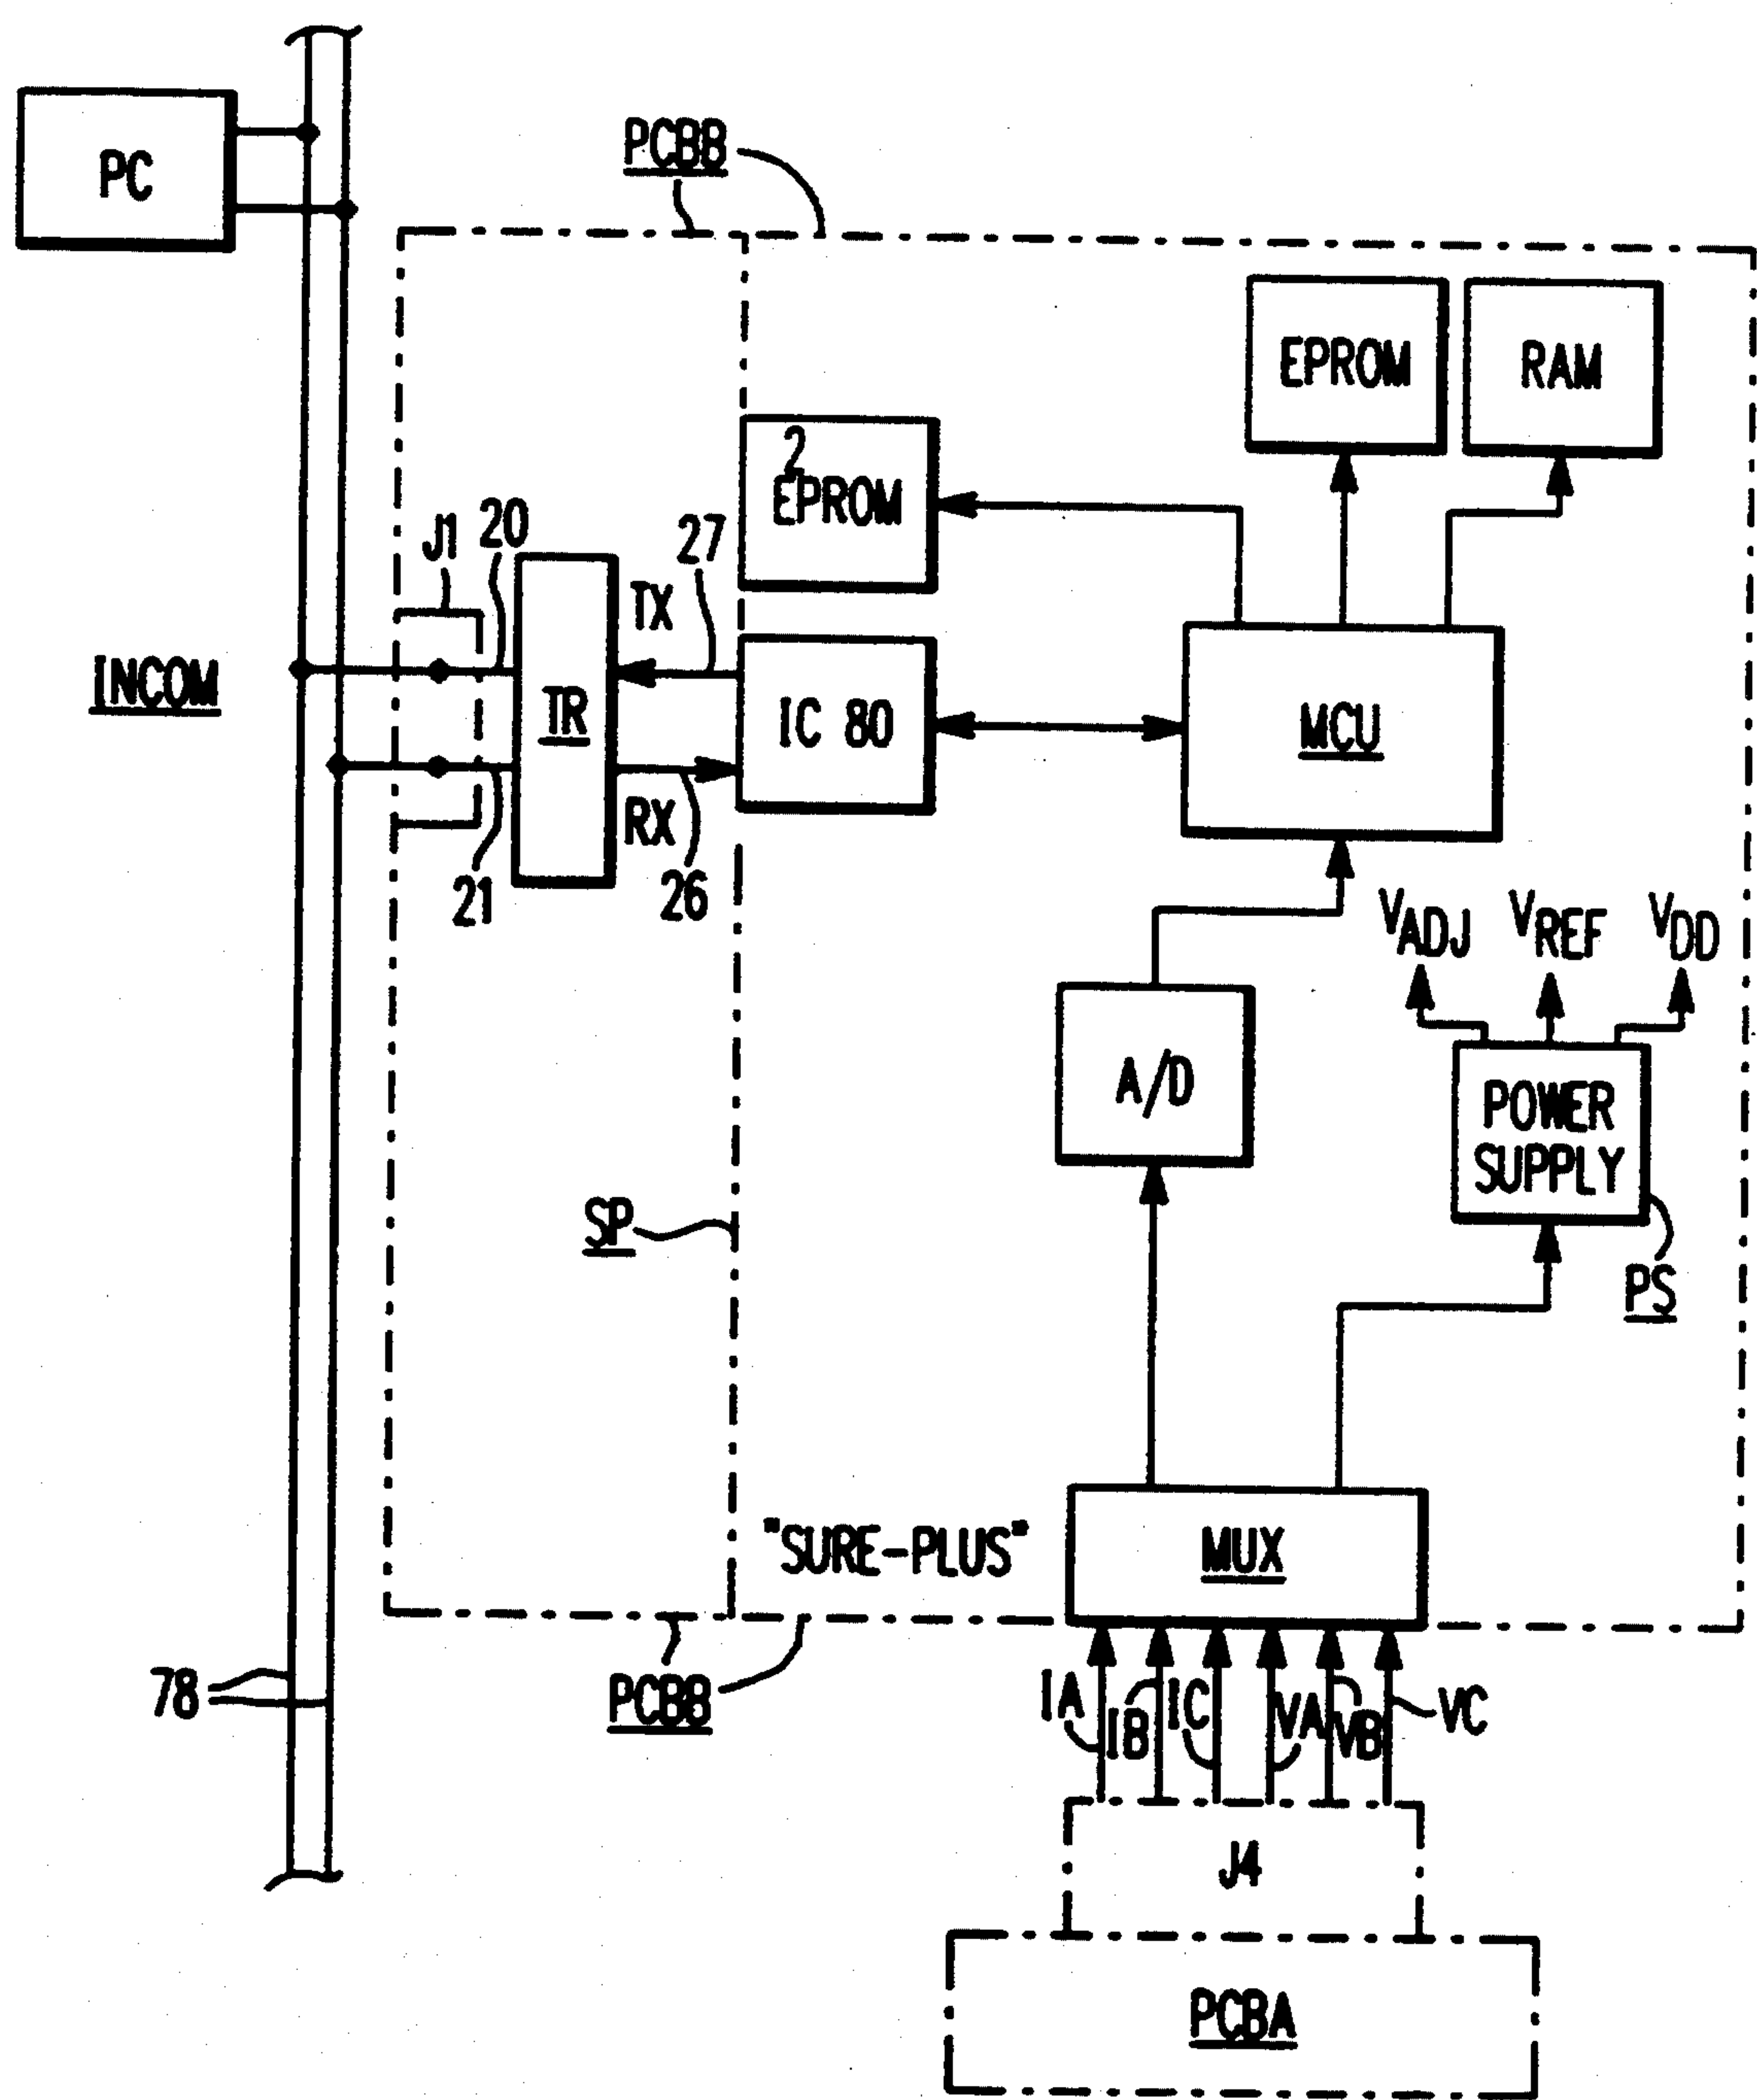 PC
PCBB
EPROM
RAM
2
EPROM
J1
20
27
TX
INCOM
TR
IC 80
MCU
RX
21
26
VADJ
VREF
VDD
A/D
POWER
SUPPLY
SP
PS
"SURE-PLUS"
MUX
78
PCBB
IA
IB
IC
VA
VB
VC
J4
PCBA